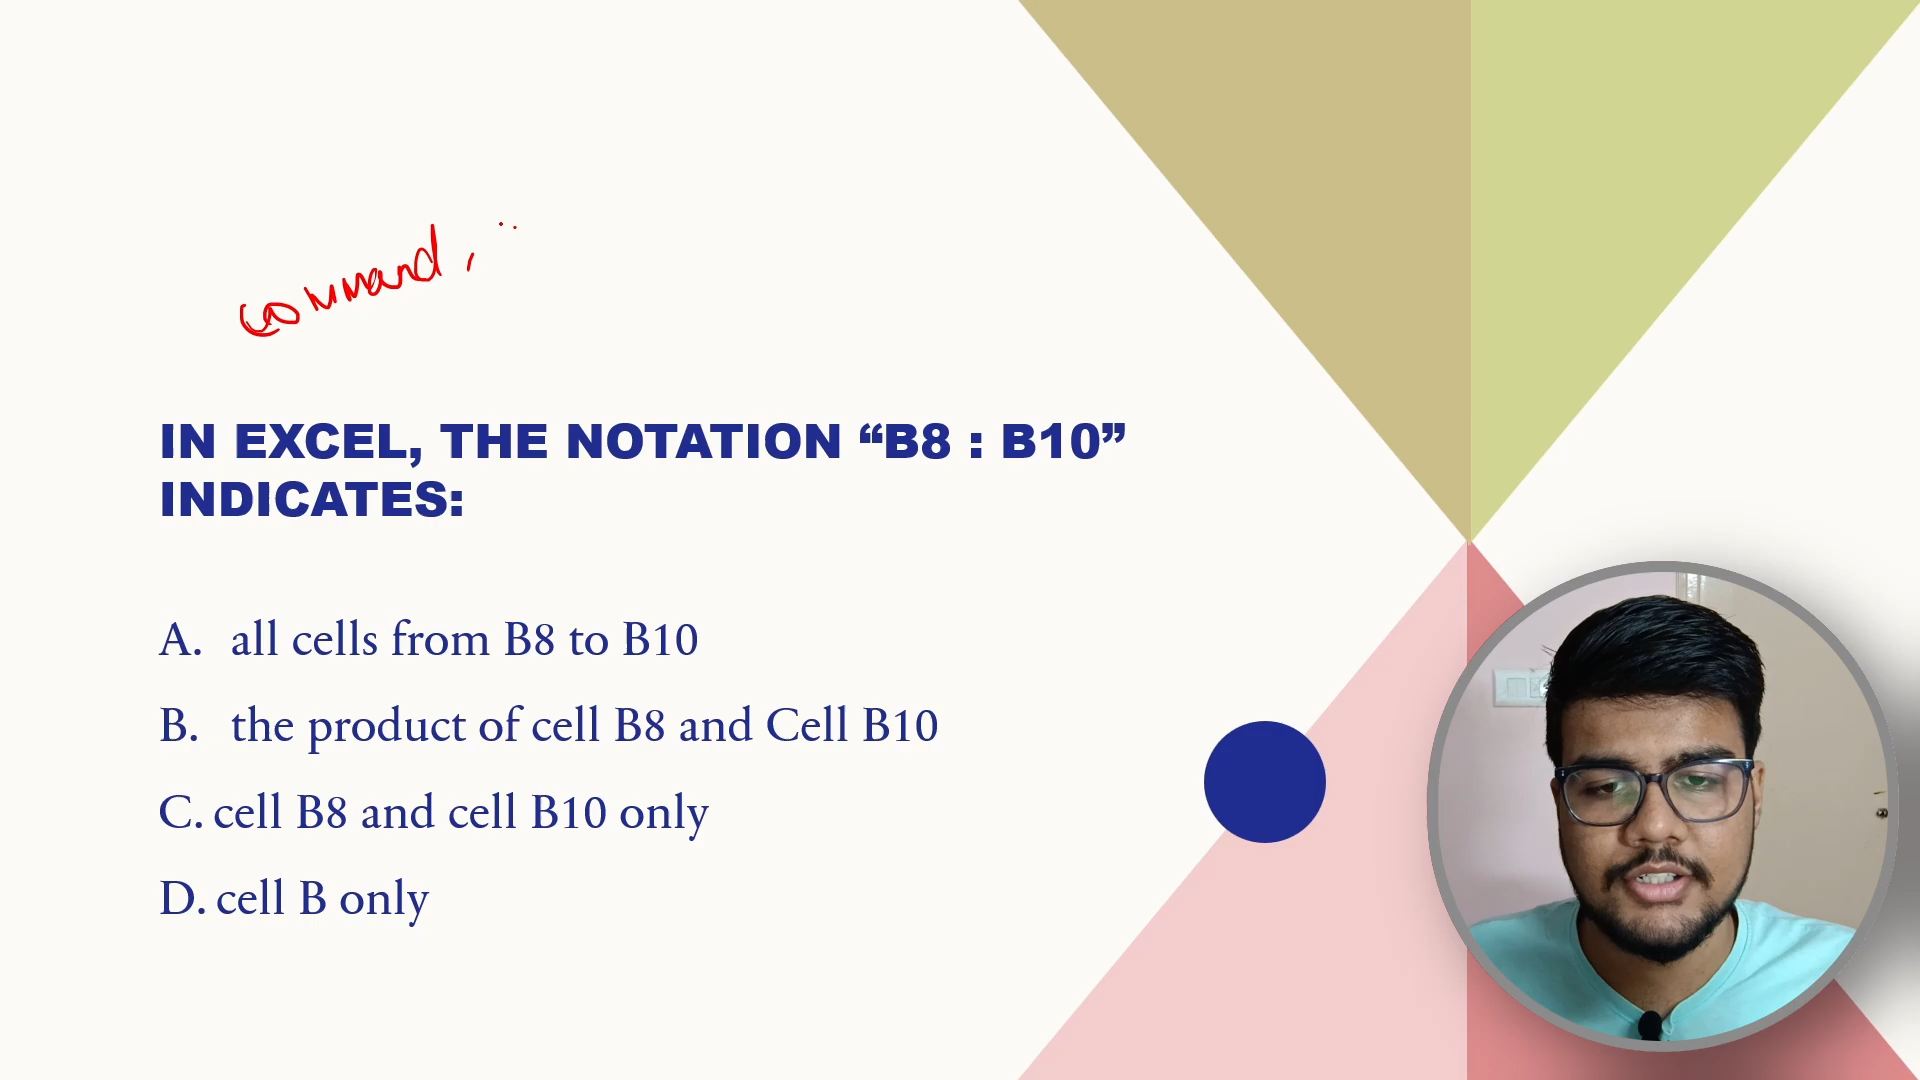 command,
IN EXCEL, THE NOTATION “B8 : B10”
INDICATES:
A. all cells from B8 to B10
B. the product of cell B8 and Cell B10
C. cell B8 and cell B10 only
D. cell B only